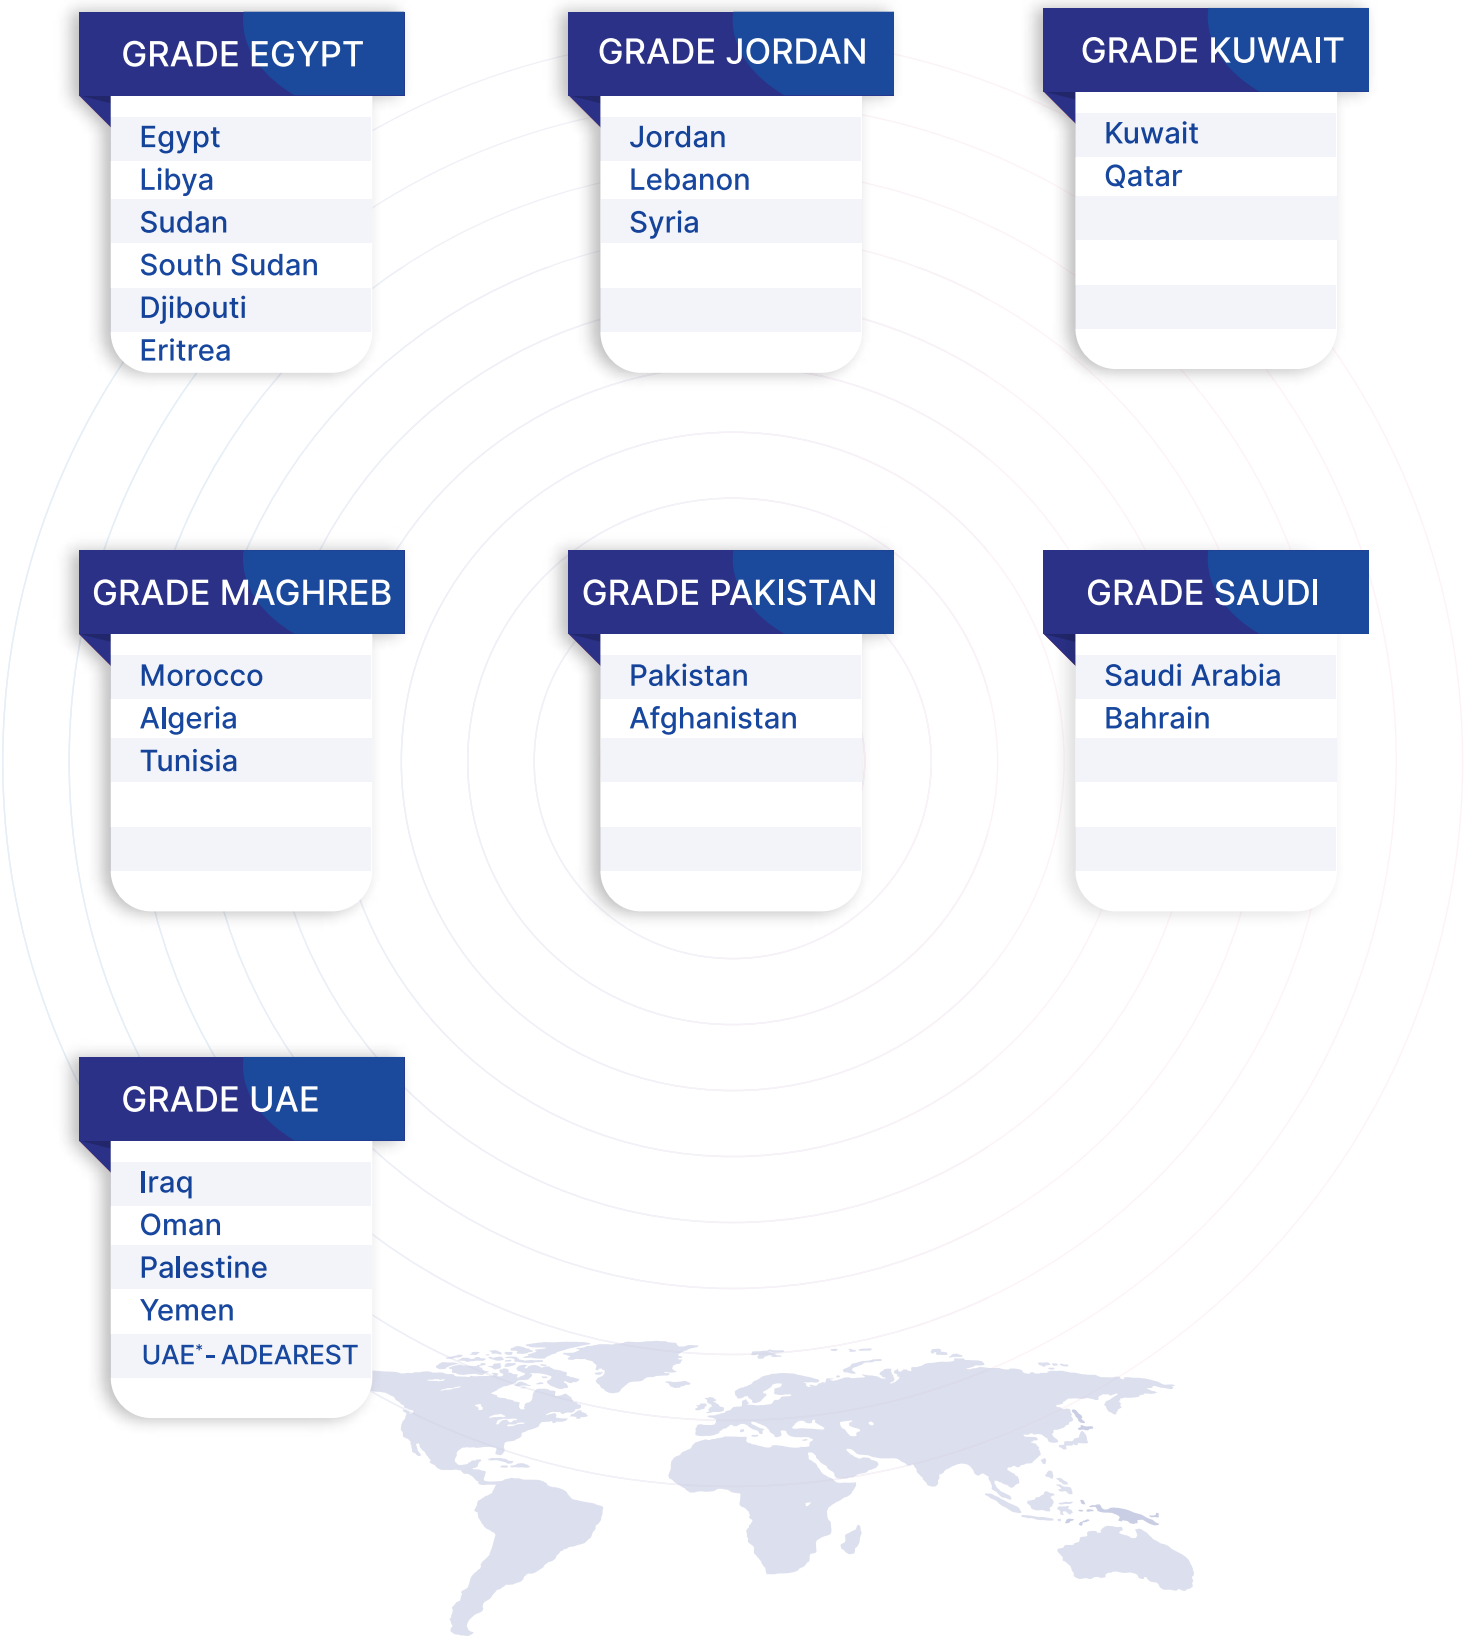 GRADE EGYPT
Egypt
Libya
Sudan
South Sudan
Djibouti
Eritrea
GRADE JORDAN
Jordan
Lebanon
Syria
GRADE KUWAIT
Kuwait
Qatar
GRADE MAGHREB
Morocco
Algeria
Tunisia
GRADE PAKISTAN
Pakistan
Afghanistan
GRADE SAUDI
Saudi Arabia
Bahrain
GRADE UAE
Iraq
Oman
Palestine
Yemen
UAE*- ADEAREST